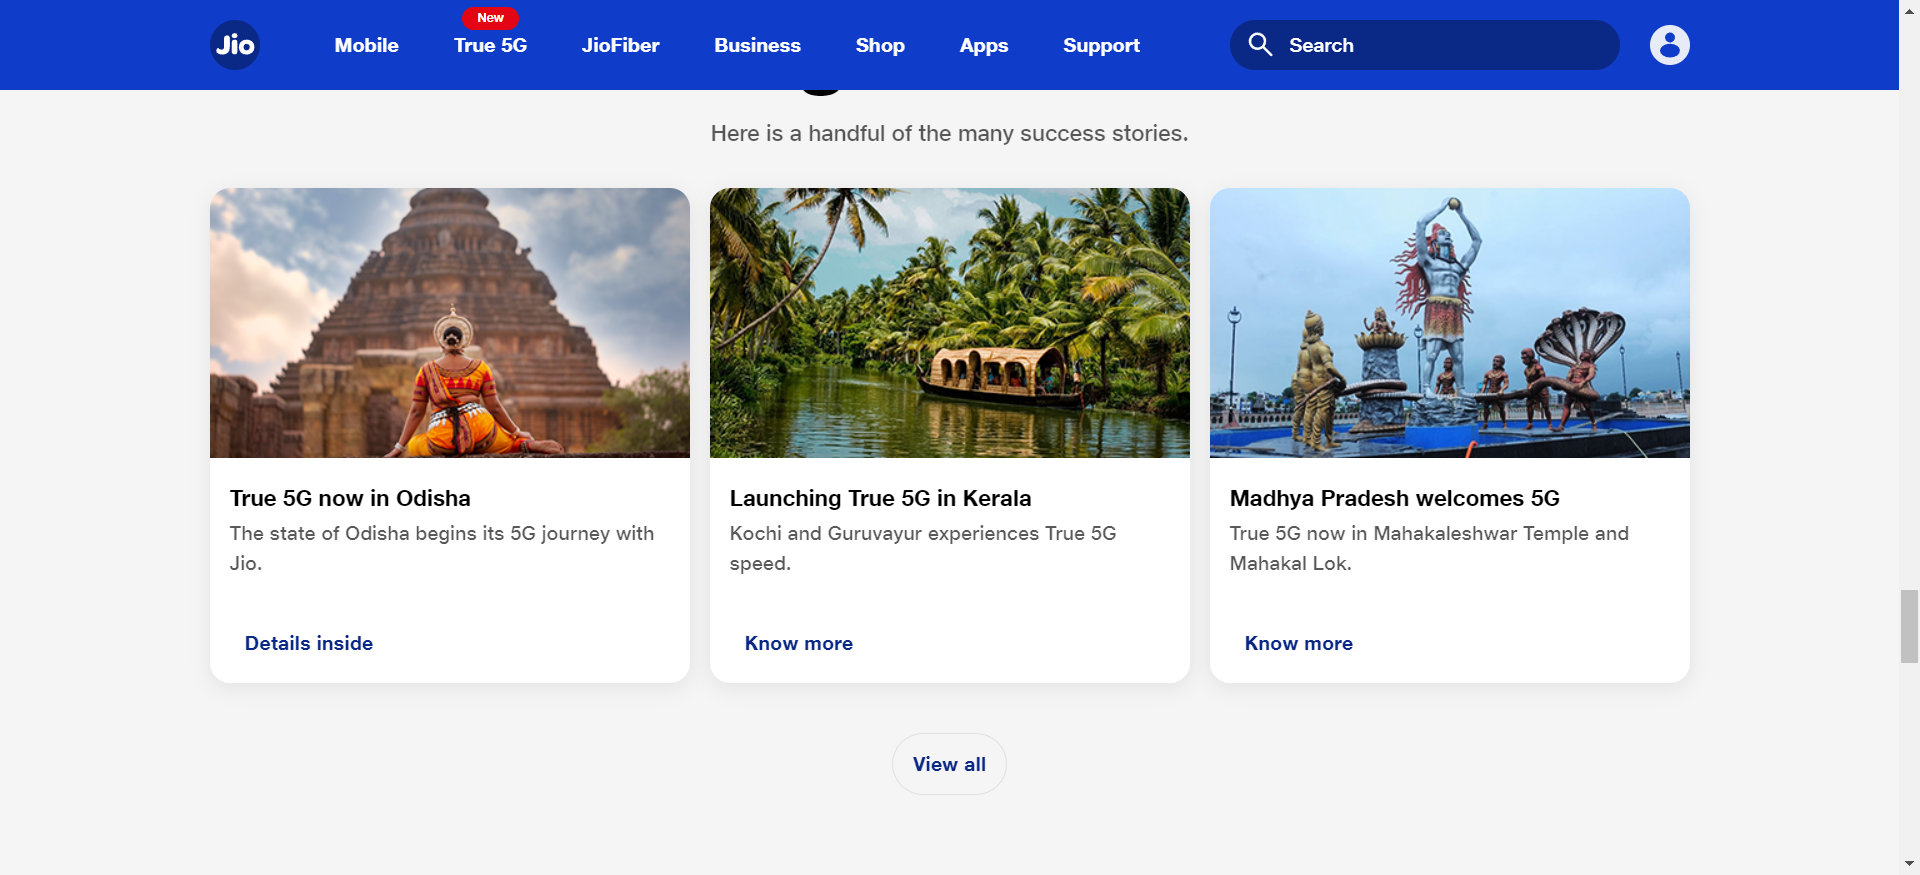 Jio
Mobile
New
True 5G
JioFiber
Business
Shop
Apps
Support
Search
Here is a handful of the many success stories.
True 5G now in Odisha
The state of Odisha begins its 5G journey with
Jio.
Details inside
Launching True 5G in Kerala
Kochi and Guruvayur experiences True 5G
speed.
Know more
Madhya Pradesh welcomes 5G
True 5G now in Mahakaleshwar Temple and
Mahakal Lok.
Know more
View all